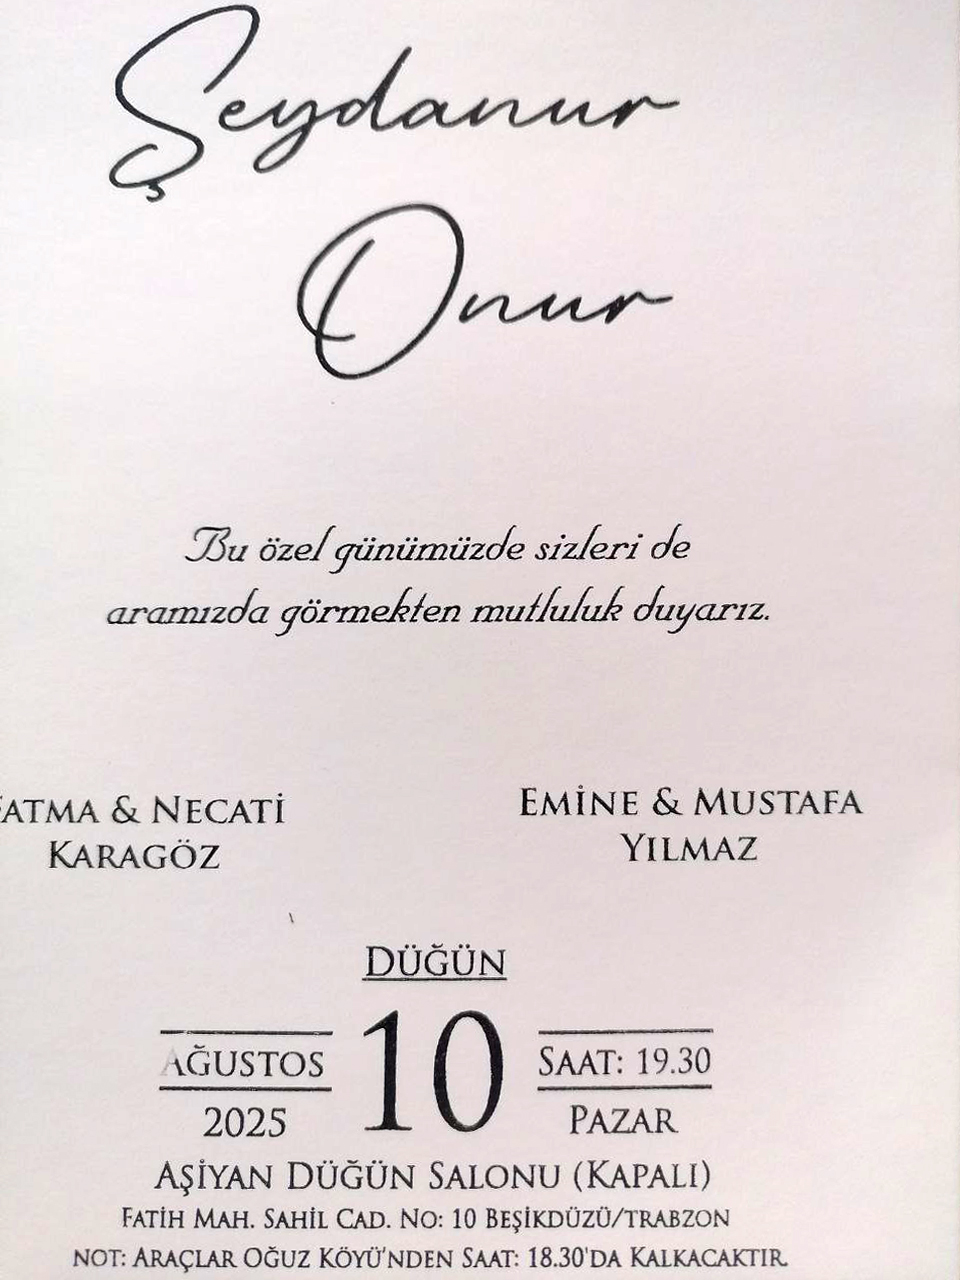 Şeydanur
Onur
Bu özel günümüzde sizleri de
aramızda görmekten mutluluk duyarız.
FATMA & NECATİ
KARAGÖZ
EMİNE & MUSTAFA
YILMAZ
DÜĞÜN
AĞUSTOS
2025
10
SAAT: 19.30
PAZAR
AŞİYAN DÜĞÜN SALONU (KAPALI)
FATİH MAH. SAHİL CAD. NO: 10 BEŞİKDÜZÜ/TRABZON
NOT: ARAÇLAR OĞUZ KÖYÜ'NDEN SAAT: 18.30'DA KALKACAKTIR.